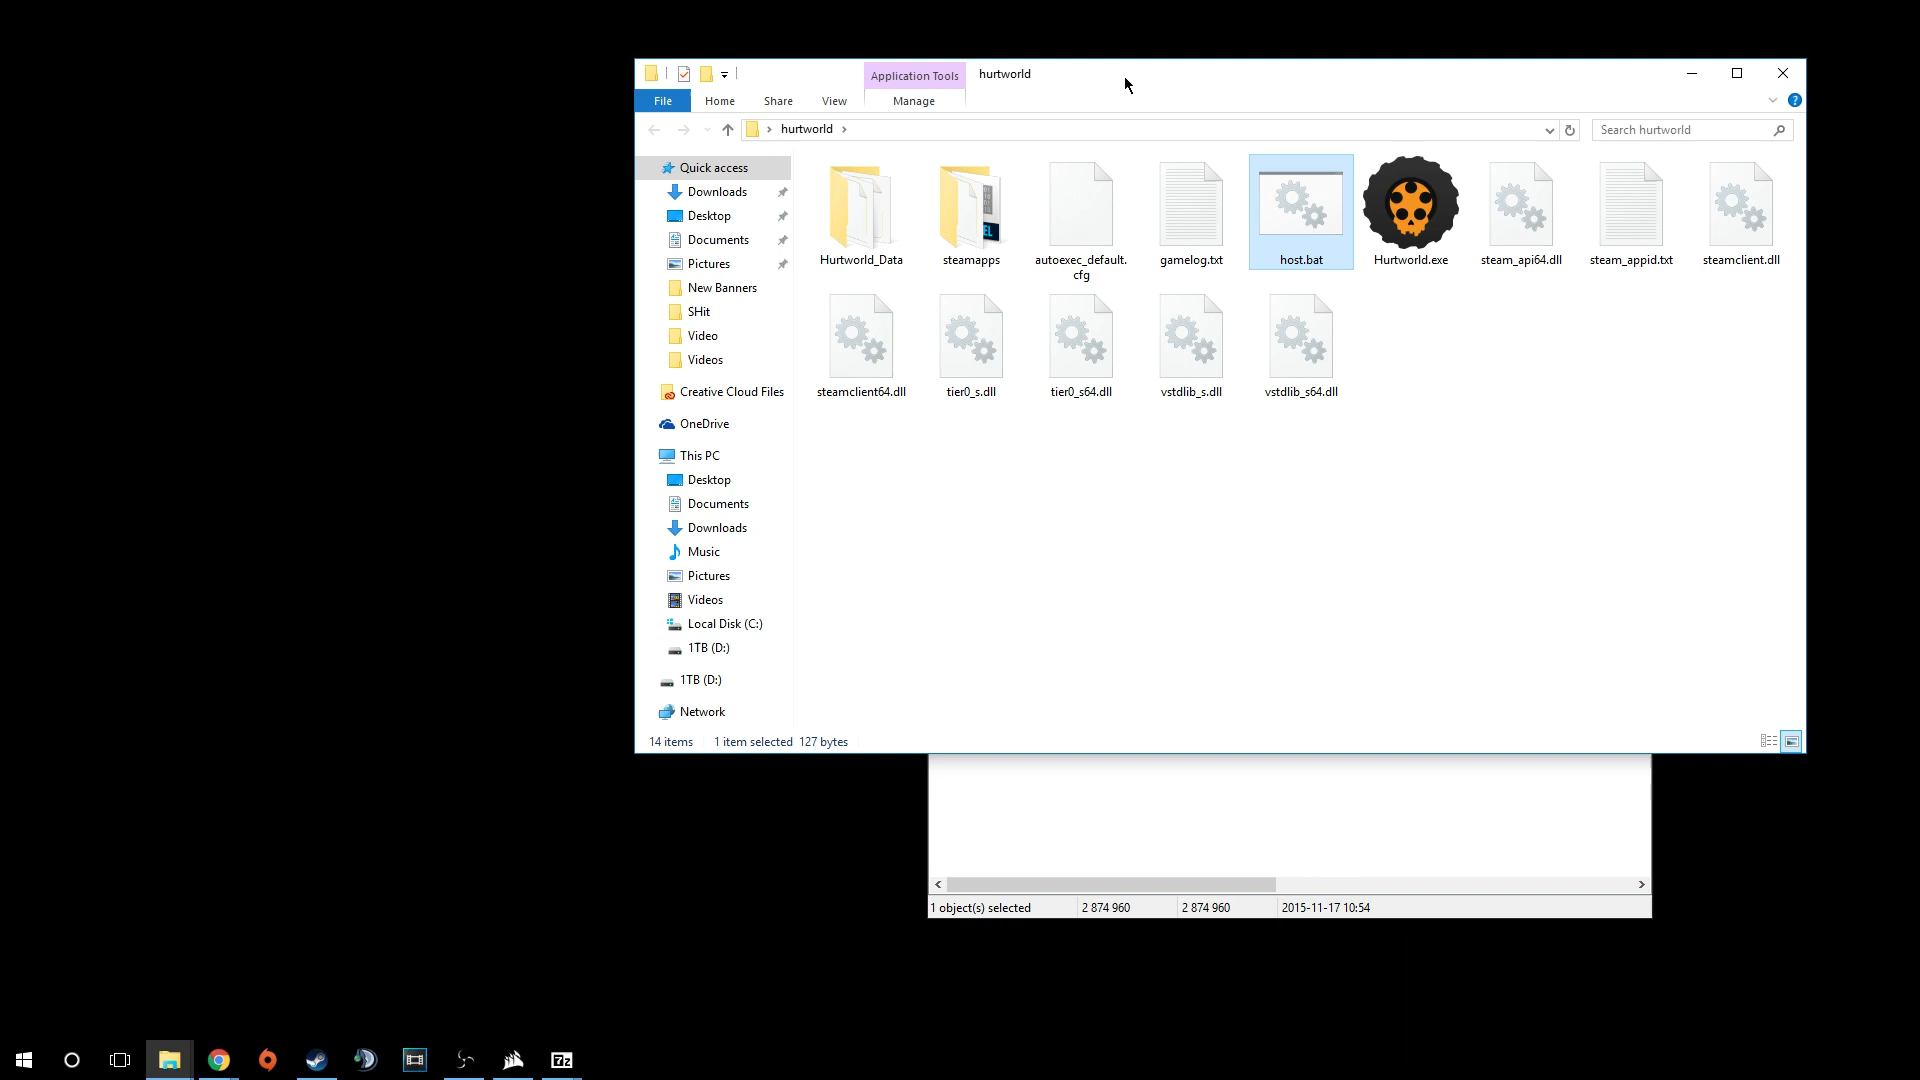 Application Tools
hurtworld
File
Home
Share
View
Manage
hurtworld
Search hurtworld
Quick access
Downloads
Desktop
Documents
Pictures
New Banners
SHit
Video
Videos
Creative Cloud Files
OneDrive
This PC
Desktop
Documents
Downloads
Music
Pictures
Videos
Local Disk (C:)
1TB (D:)
1TB (D:)
Network
Hurtworld_Data
steamapps
autoexec_default.
cfg
gamelog.txt
host.bat
Hurtworld.exe
steam_api64.dll
steam_appid.txt
steamclient.dll
steamclient64.dll
tier0_s.dll
tier0_s64.dll
vstdlib_s.dll
vstdlib_s64.dll
14 items
1 item selected 127 bytes
1 object(s) selected
2 874 960
2 874 960
2015-11-17 10:54
7z